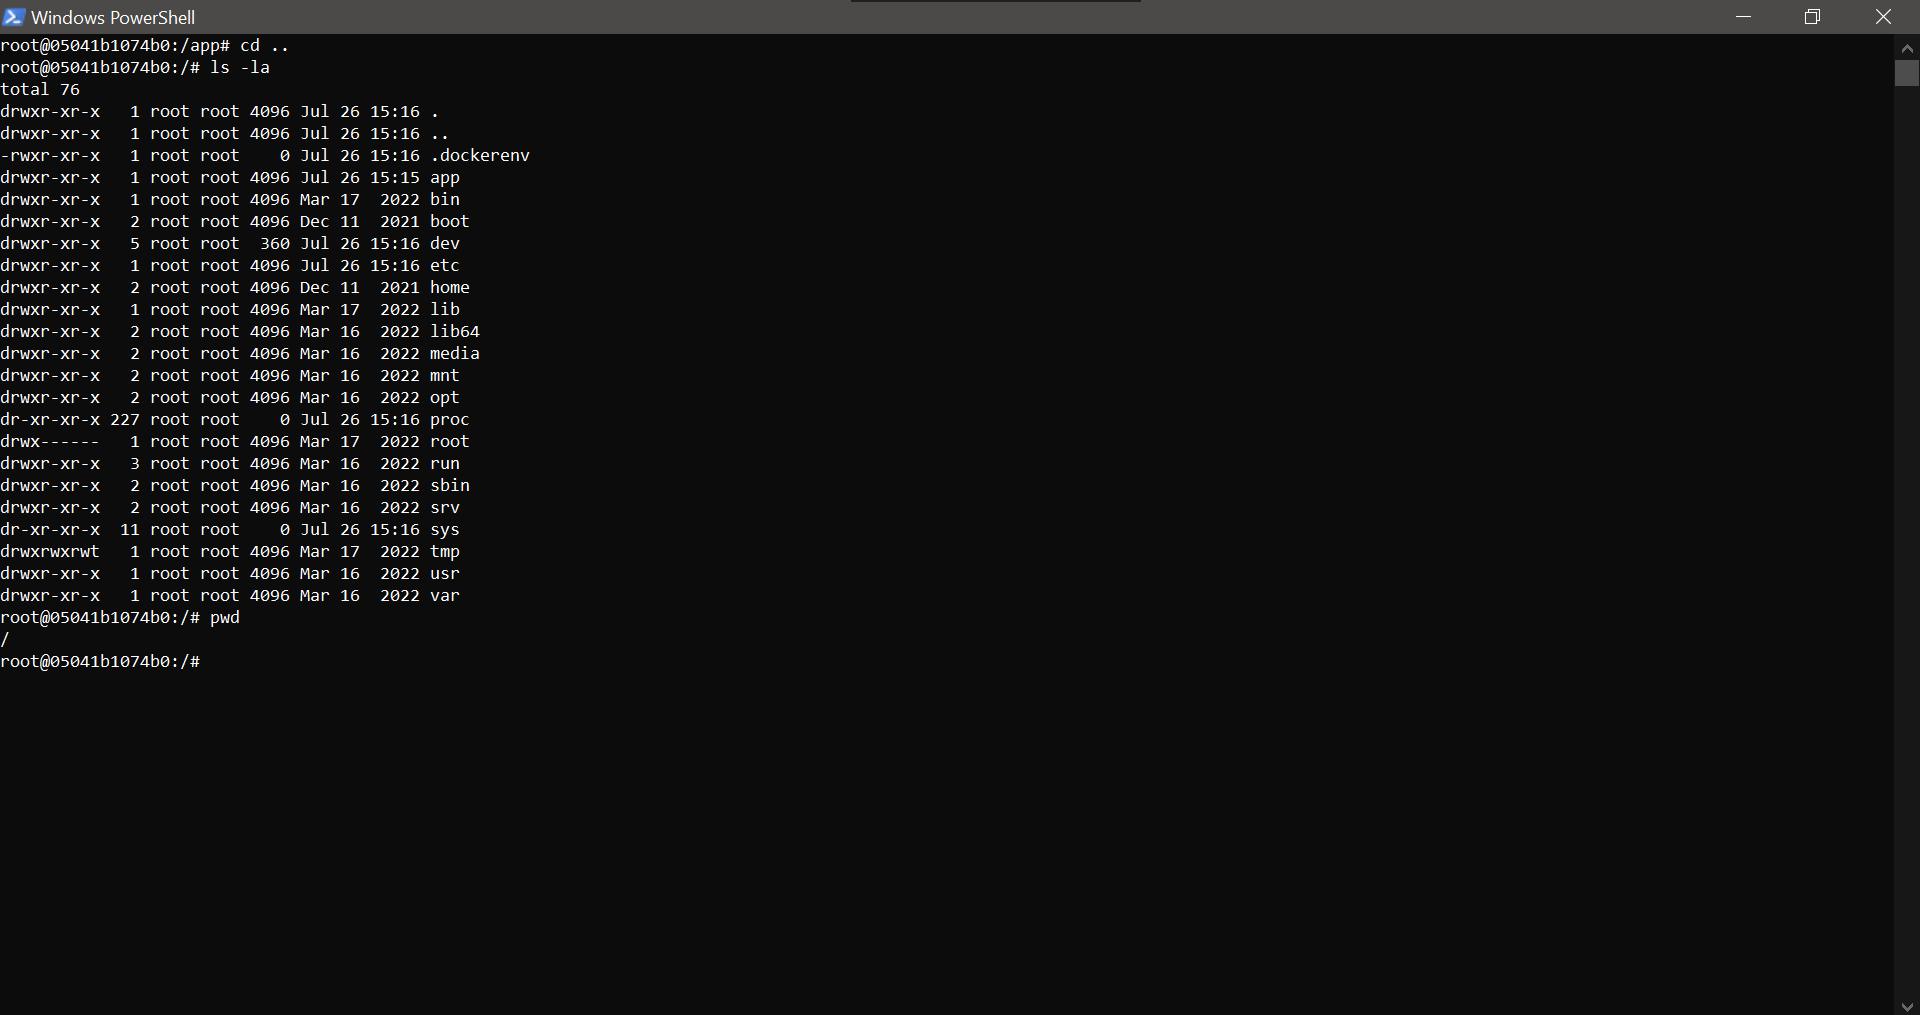 Windows PowerShell
root@05041b1074b0:/app# cd ..
root@05041b1074b0:/# ls -la
total 76
drwxr-xr-x   1 root root 4096 Jul 26 15:16 .
drwxr-xr-x   1 root root 4096 Jul 26 15:16 ..
-rwxr-xr-x   1 root root    0 Jul 26 15:16 .dockerenv
drwxr-xr-x   1 root root 4096 Jul 26 15:15 app
drwxr-xr-x   1 root root 4096 Mar 17  2022 bin
drwxr-xr-x   2 root root 4096 Dec 11  2021 boot
drwxr-xr-x   5 root root  360 Jul 26 15:16 dev
drwxr-xr-x   1 root root 4096 Jul 26 15:16 etc
drwxr-xr-x   2 root root 4096 Dec 11  2021 home
drwxr-xr-x   1 root root 4096 Mar 17  2022 lib
drwxr-xr-x   2 root root 4096 Mar 16  2022 lib64
drwxr-xr-x   2 root root 4096 Mar 16  2022 media
drwxr-xr-x   2 root root 4096 Mar 16  2022 mnt
drwxr-xr-x   2 root root 4096 Mar 16  2022 opt
dr-xr-xr-x 227 root root    0 Jul 26 15:16 proc
drwx------   1 root root 4096 Mar 17  2022 root
drwxr-xr-x   3 root root 4096 Mar 16  2022 run
drwxr-xr-x   2 root root 4096 Mar 16  2022 sbin
drwxr-xr-x   2 root root 4096 Mar 16  2022 srv
dr-xr-xr-x  11 root root    0 Jul 26 15:16 sys
drwxrwxrwt   1 root root 4096 Mar 17  2022 tmp
drwxr-xr-x   1 root root 4096 Mar 16  2022 usr
drwxr-xr-x   1 root root 4096 Mar 16  2022 var
root@05041b1074b0:/# pwd
/
root@05041b1074b0:/#